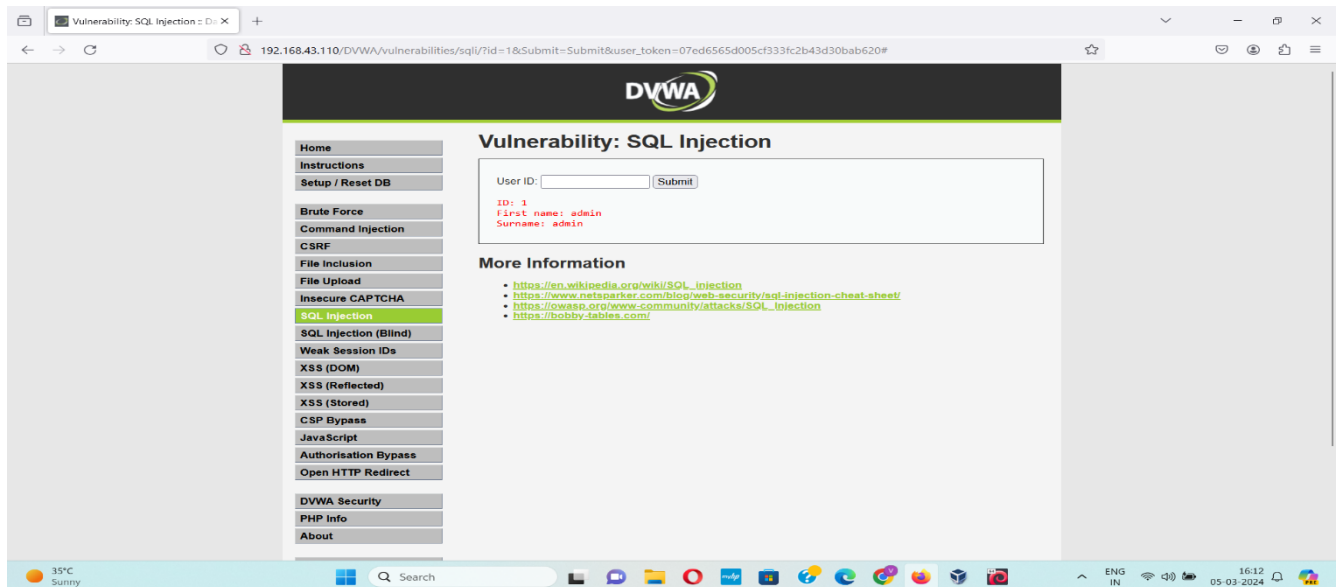 Vulnerability: SQL Injection :: Da
192.168.43.110/DVWA/vulnerabilities/sqli/?id=1&Submit=Submit&user_token=07ed6565d005cf333fc2b43d30bab620#
DVWA
Home
Instructions
Setup / Reset DB
Brute Force
Command Injection
CSRF
File Inclusion
File Upload
Insecure CAPTCHA
SQL Injection
SQL Injection (Blind)
Weak Session IDs
XSS (DOM)
XSS (Reflected)
XSS (Stored)
CSP Bypass
JavaScript
Authorisation Bypass
Open HTTP Redirect
DVWA Security
PHP Info
About
Vulnerability: SQL Injection
User ID: Submit
ID: 1
First name: admin
Surname: admin
More Information
https://en.wikipedia.org/wiki/SQL_injection
https://www.netsparker.com/blog/web-security/sql-injection-cheat-sheet/
https://owasp.org/www-community/attacks/SQL_Injection
https://bobby-tables.com/
35°C
Sunny
Search
ENG
IN
16:12
05-03-2024